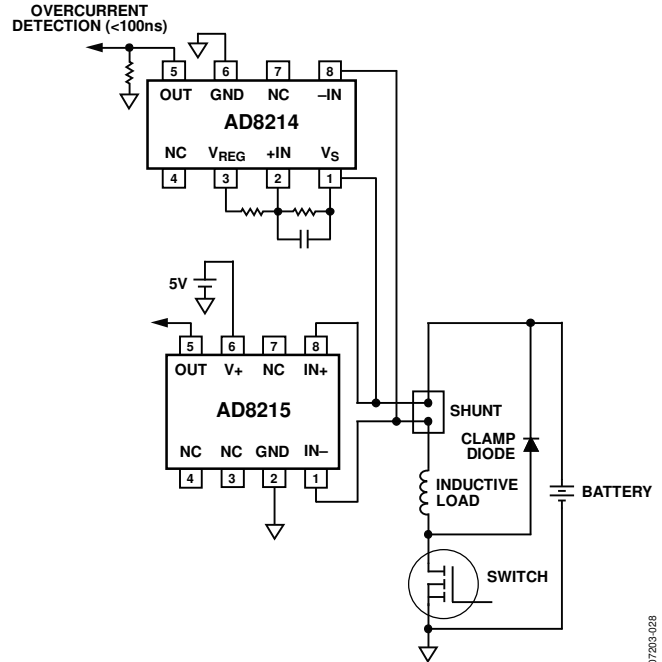 OVERCURRENT
DETECTION (<100ns)
5 6 7 8
OUT GND NC –IN
AD8214
NC VREG +IN VS
4 3 2 1
5V
5 6 7 8
OUT V+ NC IN+
AD8215
NC NC GND IN–
4 3 2 1
SHUNT
CLAMP
DIODE
INDUCTIVE
LOAD
BATTERY
SWITCH
07203-028